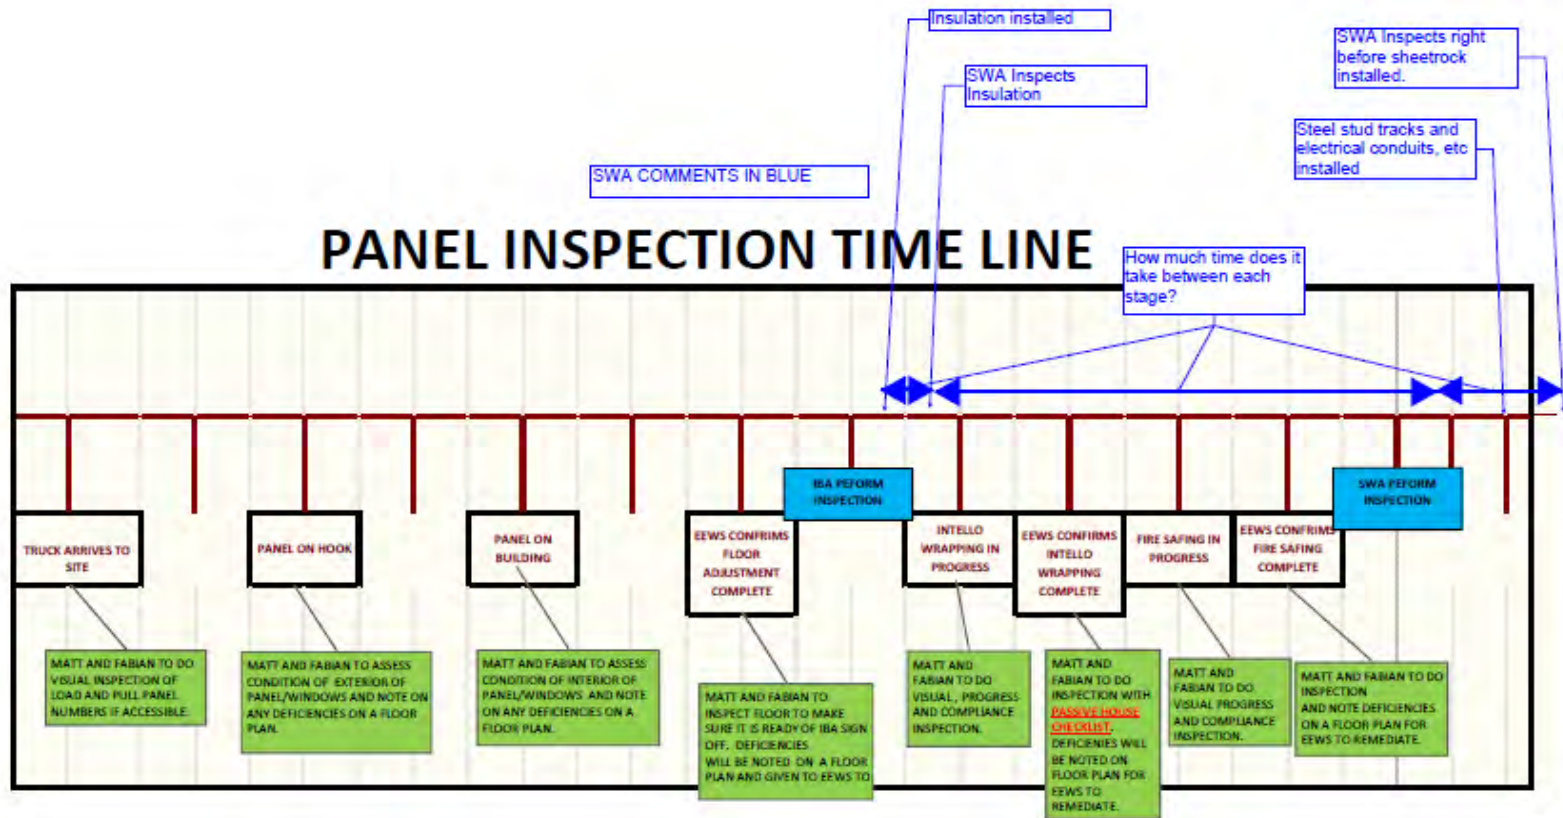 Insulation installed
SWA Inspects
Insulation
SWA Inspects right
before sheetrock
installed.
Steel stud tracks and
electrical conduits, etc
installed
SWA COMMENTS IN BLUE
PANEL INSPECTION TIME LINE
How much time does it
take between each
stage?
IBA PEFORM
INSPECTION
SWA PEFORM
INSPECTION
TRUCK ARRIVES TO
SITE
PANEL ON HOOK
PANEL ON
BUILDING
EEWS CONFRIMS
FLOOR
ADJUSTMENT
COMPLETE
INTELLO
WRAPPING IN
PROGRESS
EEWS CONFIRMS
INTELLO
WRAPPING
COMPLETE
FIRE SAFING IN
PROGRESS
EEWS CONFRIMS
FIRE SAFING
COMPLETE
MATT AND FABIAN TO DO
VISUAL INSPECTION OF
LOAD AND PULL PANEL
NUMBERS IF ACCESSIBLE.
MATT AND FABIAN TO ASSESS
CONDITION OF EXTERIOR OF
PANEL/WINDOWS AND NOTE ON
ANY DEFICIENCIES ON A FLOOR
PLAN.
MATT AND FABIAN TO ASSESS
CONDITION OF INTERIOR OF
PANEL/WINDOWS AND NOTE
ON ANY DEFICIENCIES ON A
FLOOR PLAN.
MATT AND FABIAN TO
INSPECT FLOOR TO MAKE
SURE IT IS READY OF IBA SIGN
OFF. DEFICIENCIES
WILL BE NOTED ON A FLOOR
PLAN AND GIVEN TO EEWS TO
MATT AND
FABIAN TO DO
VISUAL, PROGRESS
AND COMPLIANCE
INSPECTION.
MATT AND
FABIAN TO DO
INSPECTION WITH
PASSIVE HOUSE
CHECKLIST.
DEFICIENIES WILL
BE NOTED ON
FLOOR PLAN FOR
EEWS TO
REMEDIATE.
MATT AND
FABIAN TO DO
VISUAL PROGRESS
AND COMPLIANCE
INSPECTION.
MATT AND FABIAN TO DO
INSPECTION
AND NOTE DEFICIENCIES
ON A FLOOR PLAN FOR
EEWS TO REMEDIATE.